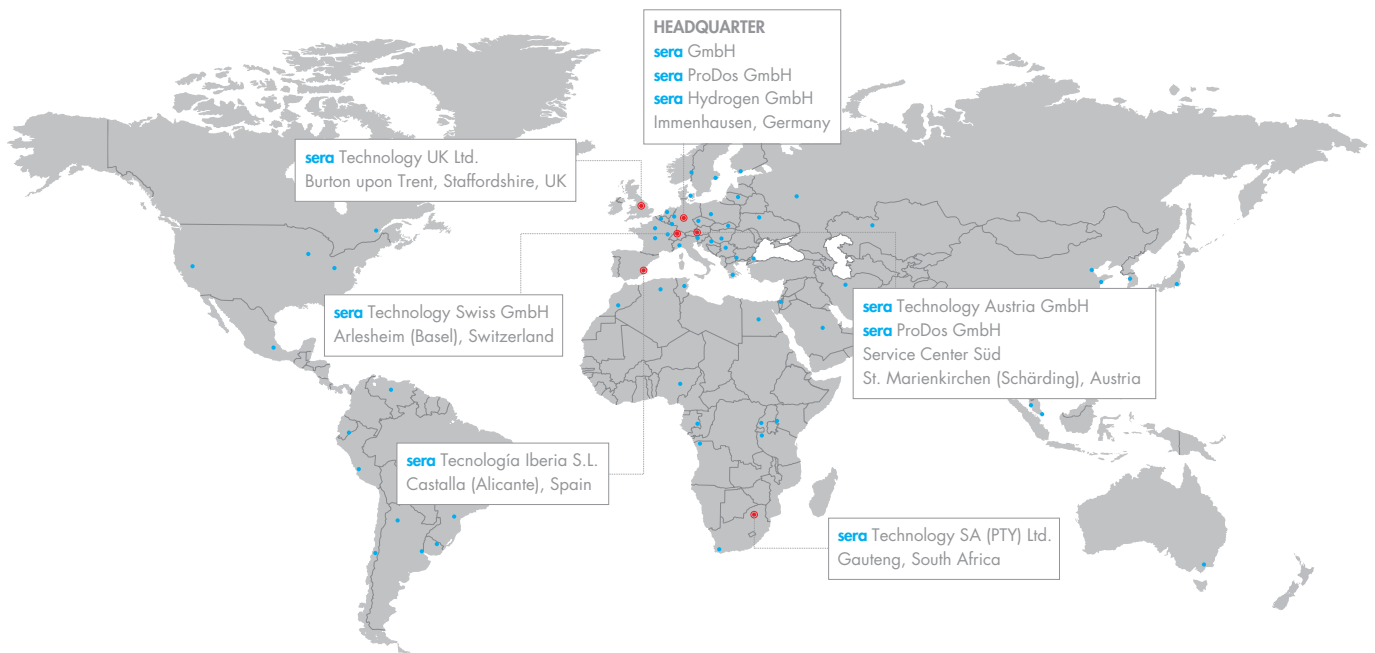 HEADQUARTER
sera GmbH
sera ProDos GmbH
sera Hydrogen GmbH
Immenhausen, Germany
sera Technology UK Ltd.
Burton upon Trent, Staffordshire, UK
sera Technology Swiss GmbH
Arlesheim (Basel), Switzerland
sera Technology Austria GmbH
sera ProDos GmbH
Service Center Süd
St. Marienkirchen (Schärding), Austria
sera Tecnología Iberia S.L.
Castalla (Alicante), Spain
sera Technology SA (PTY) Ltd.
Gauteng, South Africa